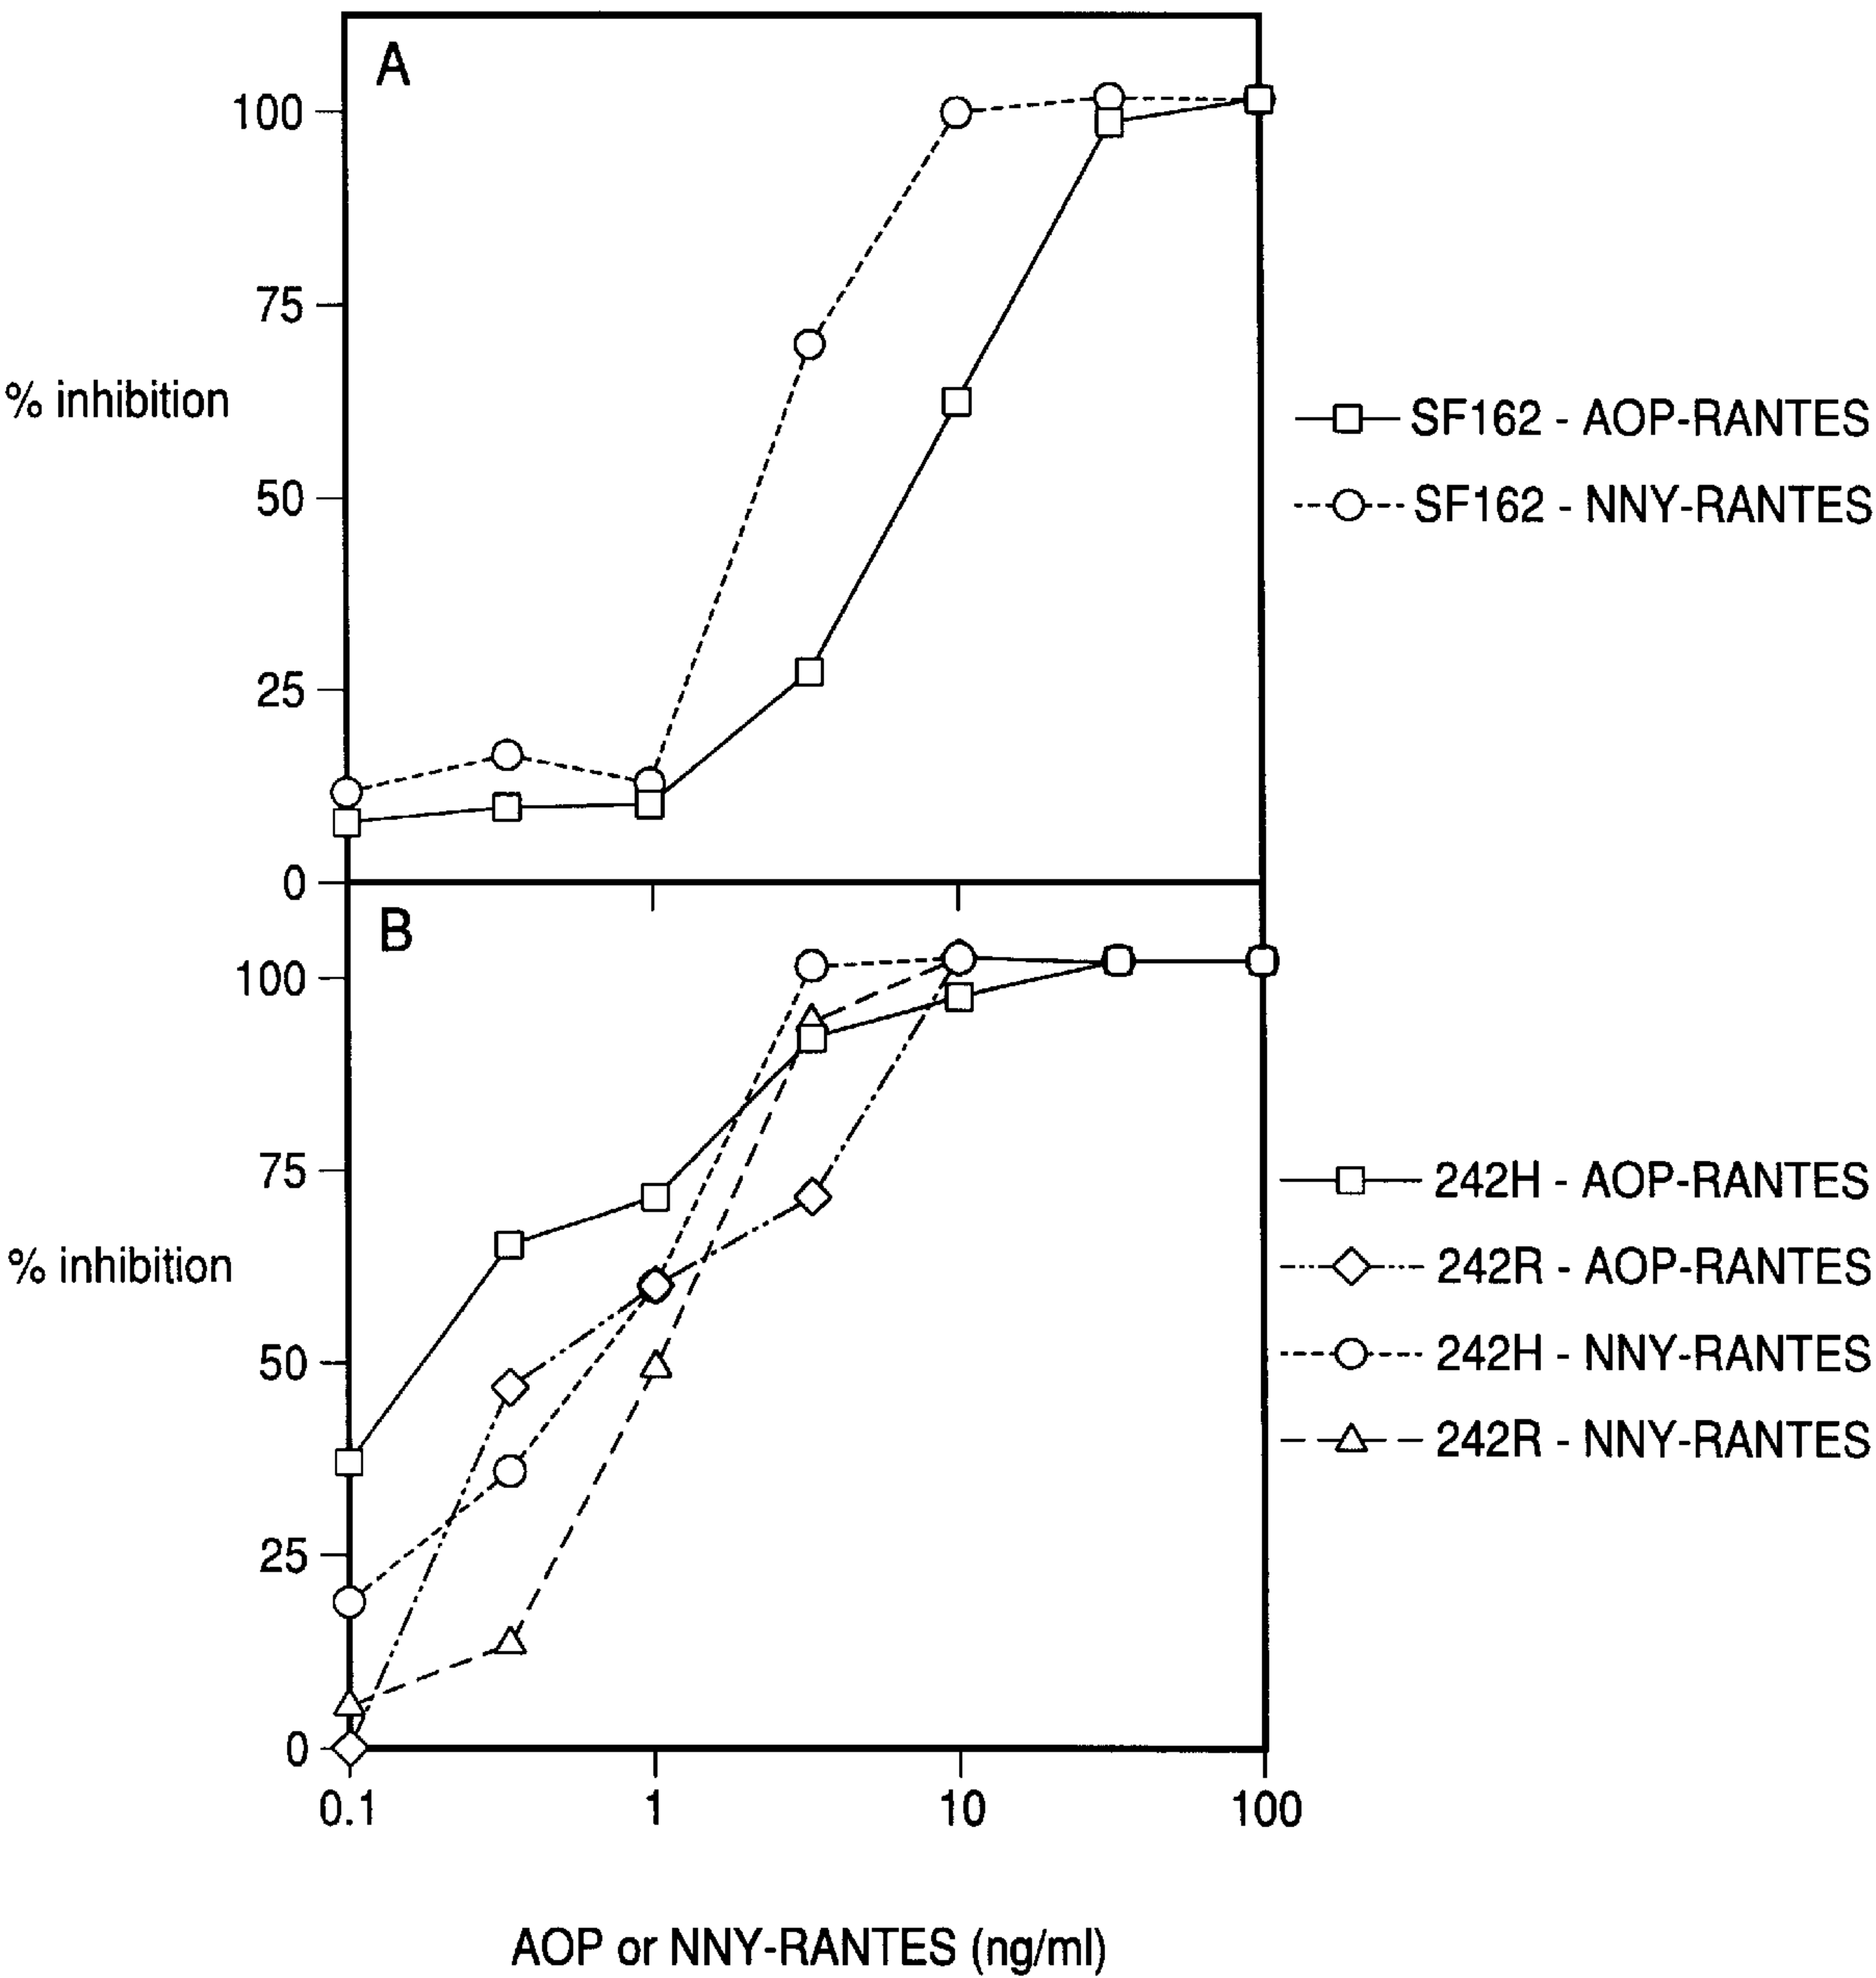 A
100
75
% inhibition
50
25
0
SF162 - AOP-RANTES
SF162 - NNY-RANTES
B
100
75
% inhibition
50
25
0
242H - AOP-RANTES
242R - AOP-RANTES
242H - NNY-RANTES
242R - NNY-RANTES
0.1 1 10 100
AOP or NNY-RANTES (ng/ml)